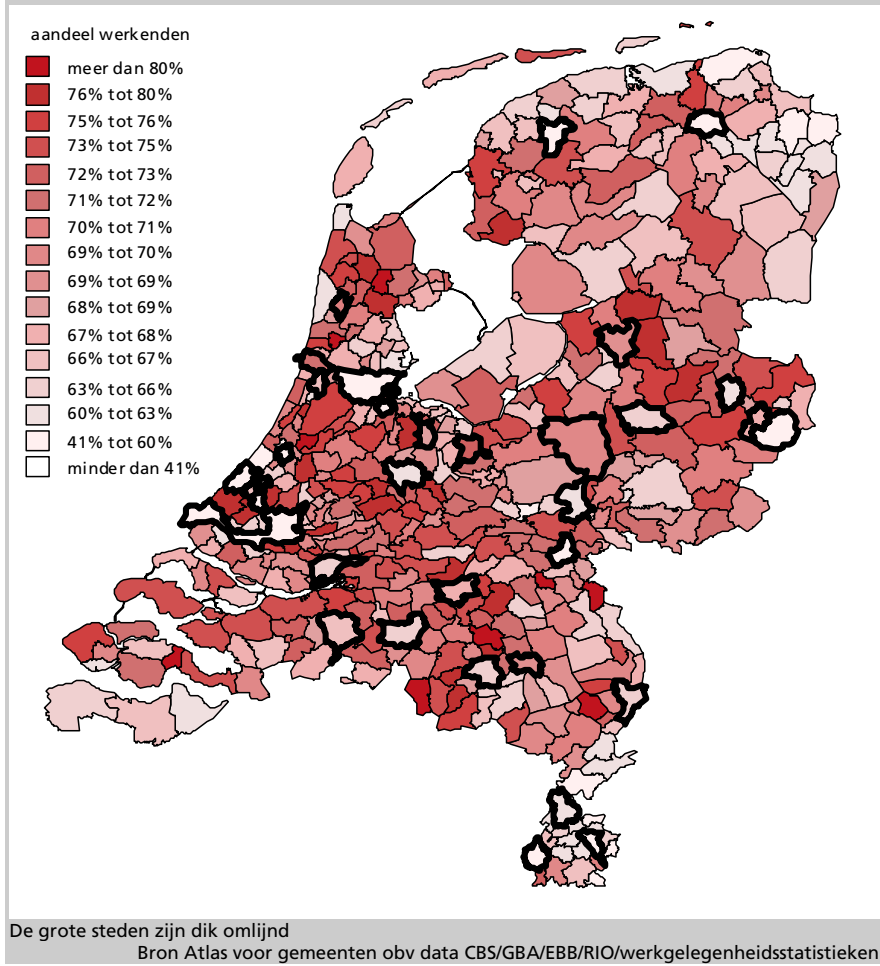 aandeel werkenden
meer dan 80%
76% tot 80%
75% tot 76%
73% tot 75%
72% tot 73%
71% tot 72%
70% tot 71%
69% tot 70%
69% tot 69%
68% tot 69%
67% tot 68%
66% tot 67%
63% tot 66%
60% tot 63%
41% tot 60%
minder dan 41%
De grote steden zijn dik omlijnd
Bron Atlas voor gemeenten obv data CBS/GBA/EBB/RIO/werkgelegenheidsstatistieken